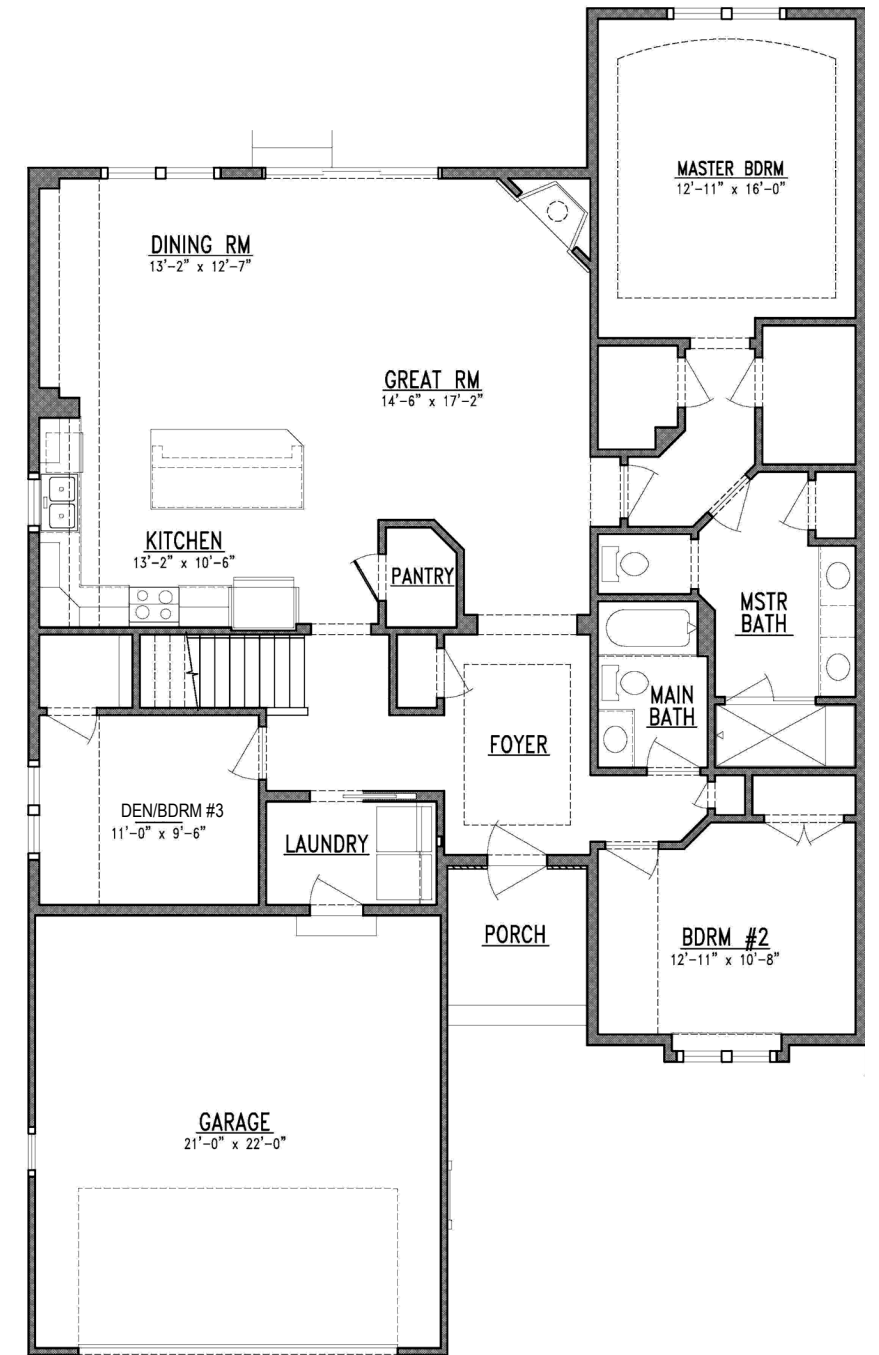 MASTER BDRM
12'-11" x 16'-0"
DINING RM
13'-2" x 12'-7"
GREAT RM
14'-6" x 17'-2"
KITCHEN
13'-2" x 10'-6"
PANTRY
MSTR
BATH
MAIN
BATH
FOYER
DEN/BDRM #3
11'-0" x 9'-6"
LAUNDRY
PORCH
BDRM #2
12'-11" x 10'-8"
GARAGE
21'-0" x 22'-0"